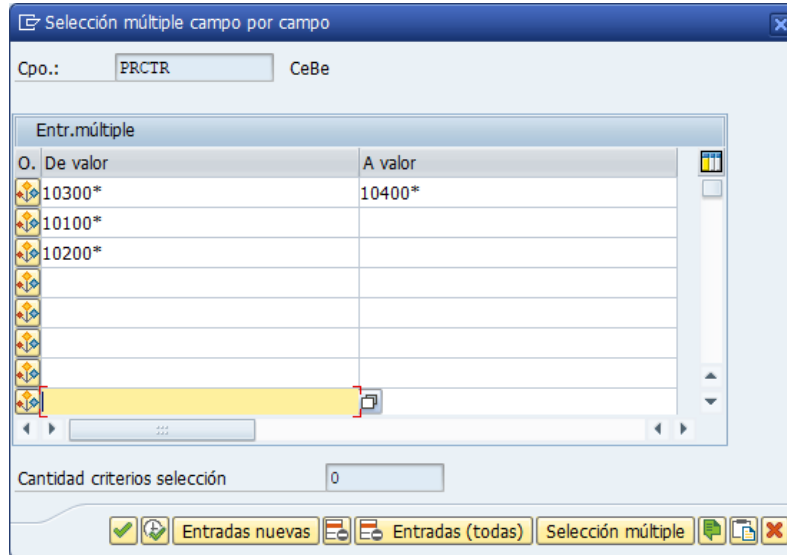 Selección múltiple campo por campo
Cpo.: PRCTR CeBe
Entr.múltiple
O. De valor A valor
10300* 10400*
10100*
10200*
Cantidad criterios selección 0
Entradas nuevas Entradas (todas) Selección múltiple